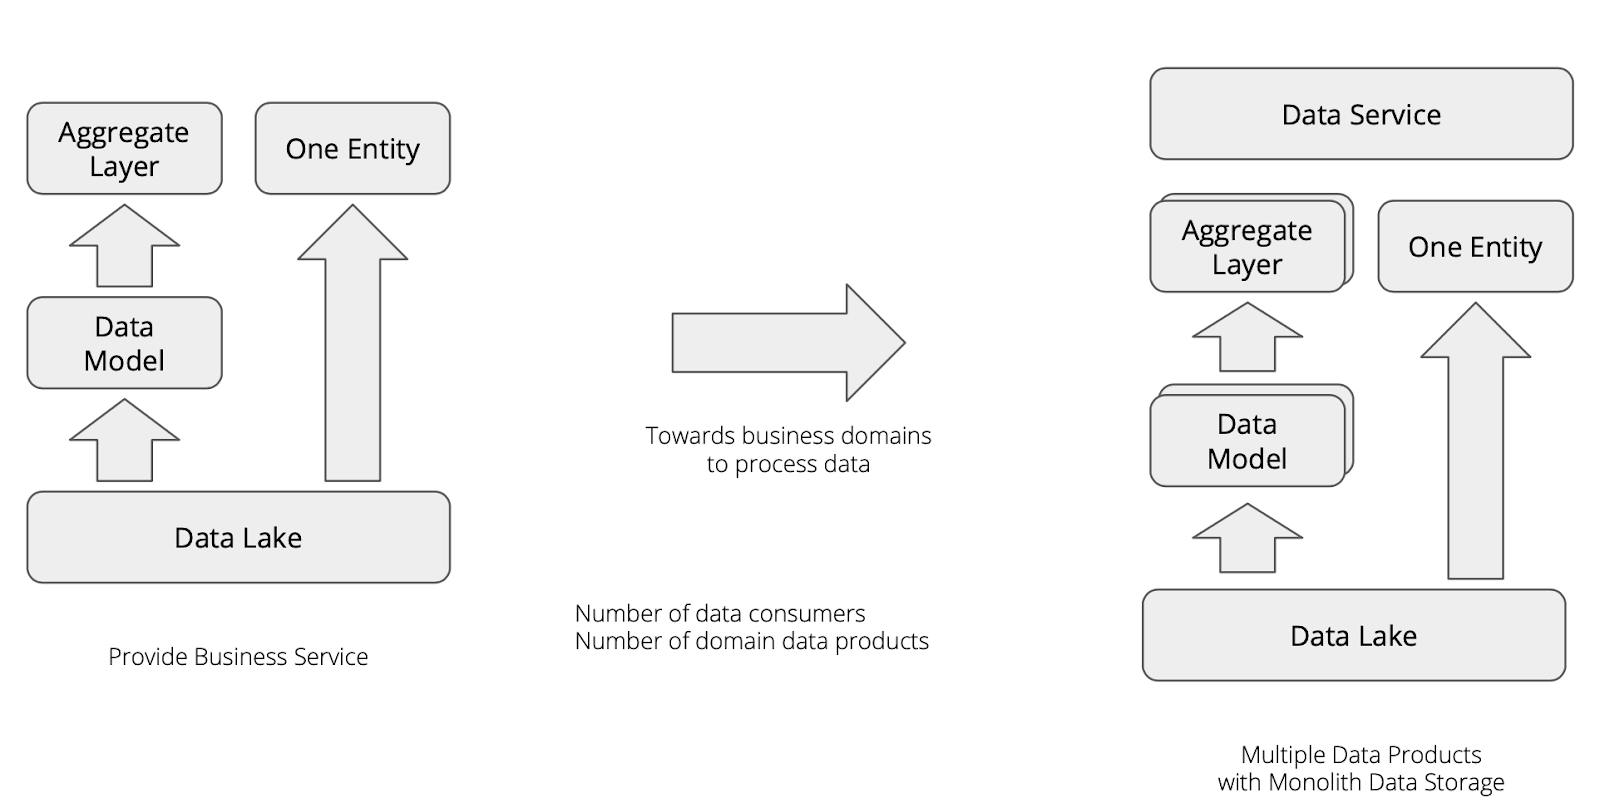 Aggregate
Layer
One Entity
Data
Model
Data Lake
Provide Business Service
Towards business domains
to process data
Number of data consumers
Number of domain data products
Data Service
Aggregate
Layer
One Entity
Data
Model
Data Lake
Multiple Data Products
with Monolith Data Storage